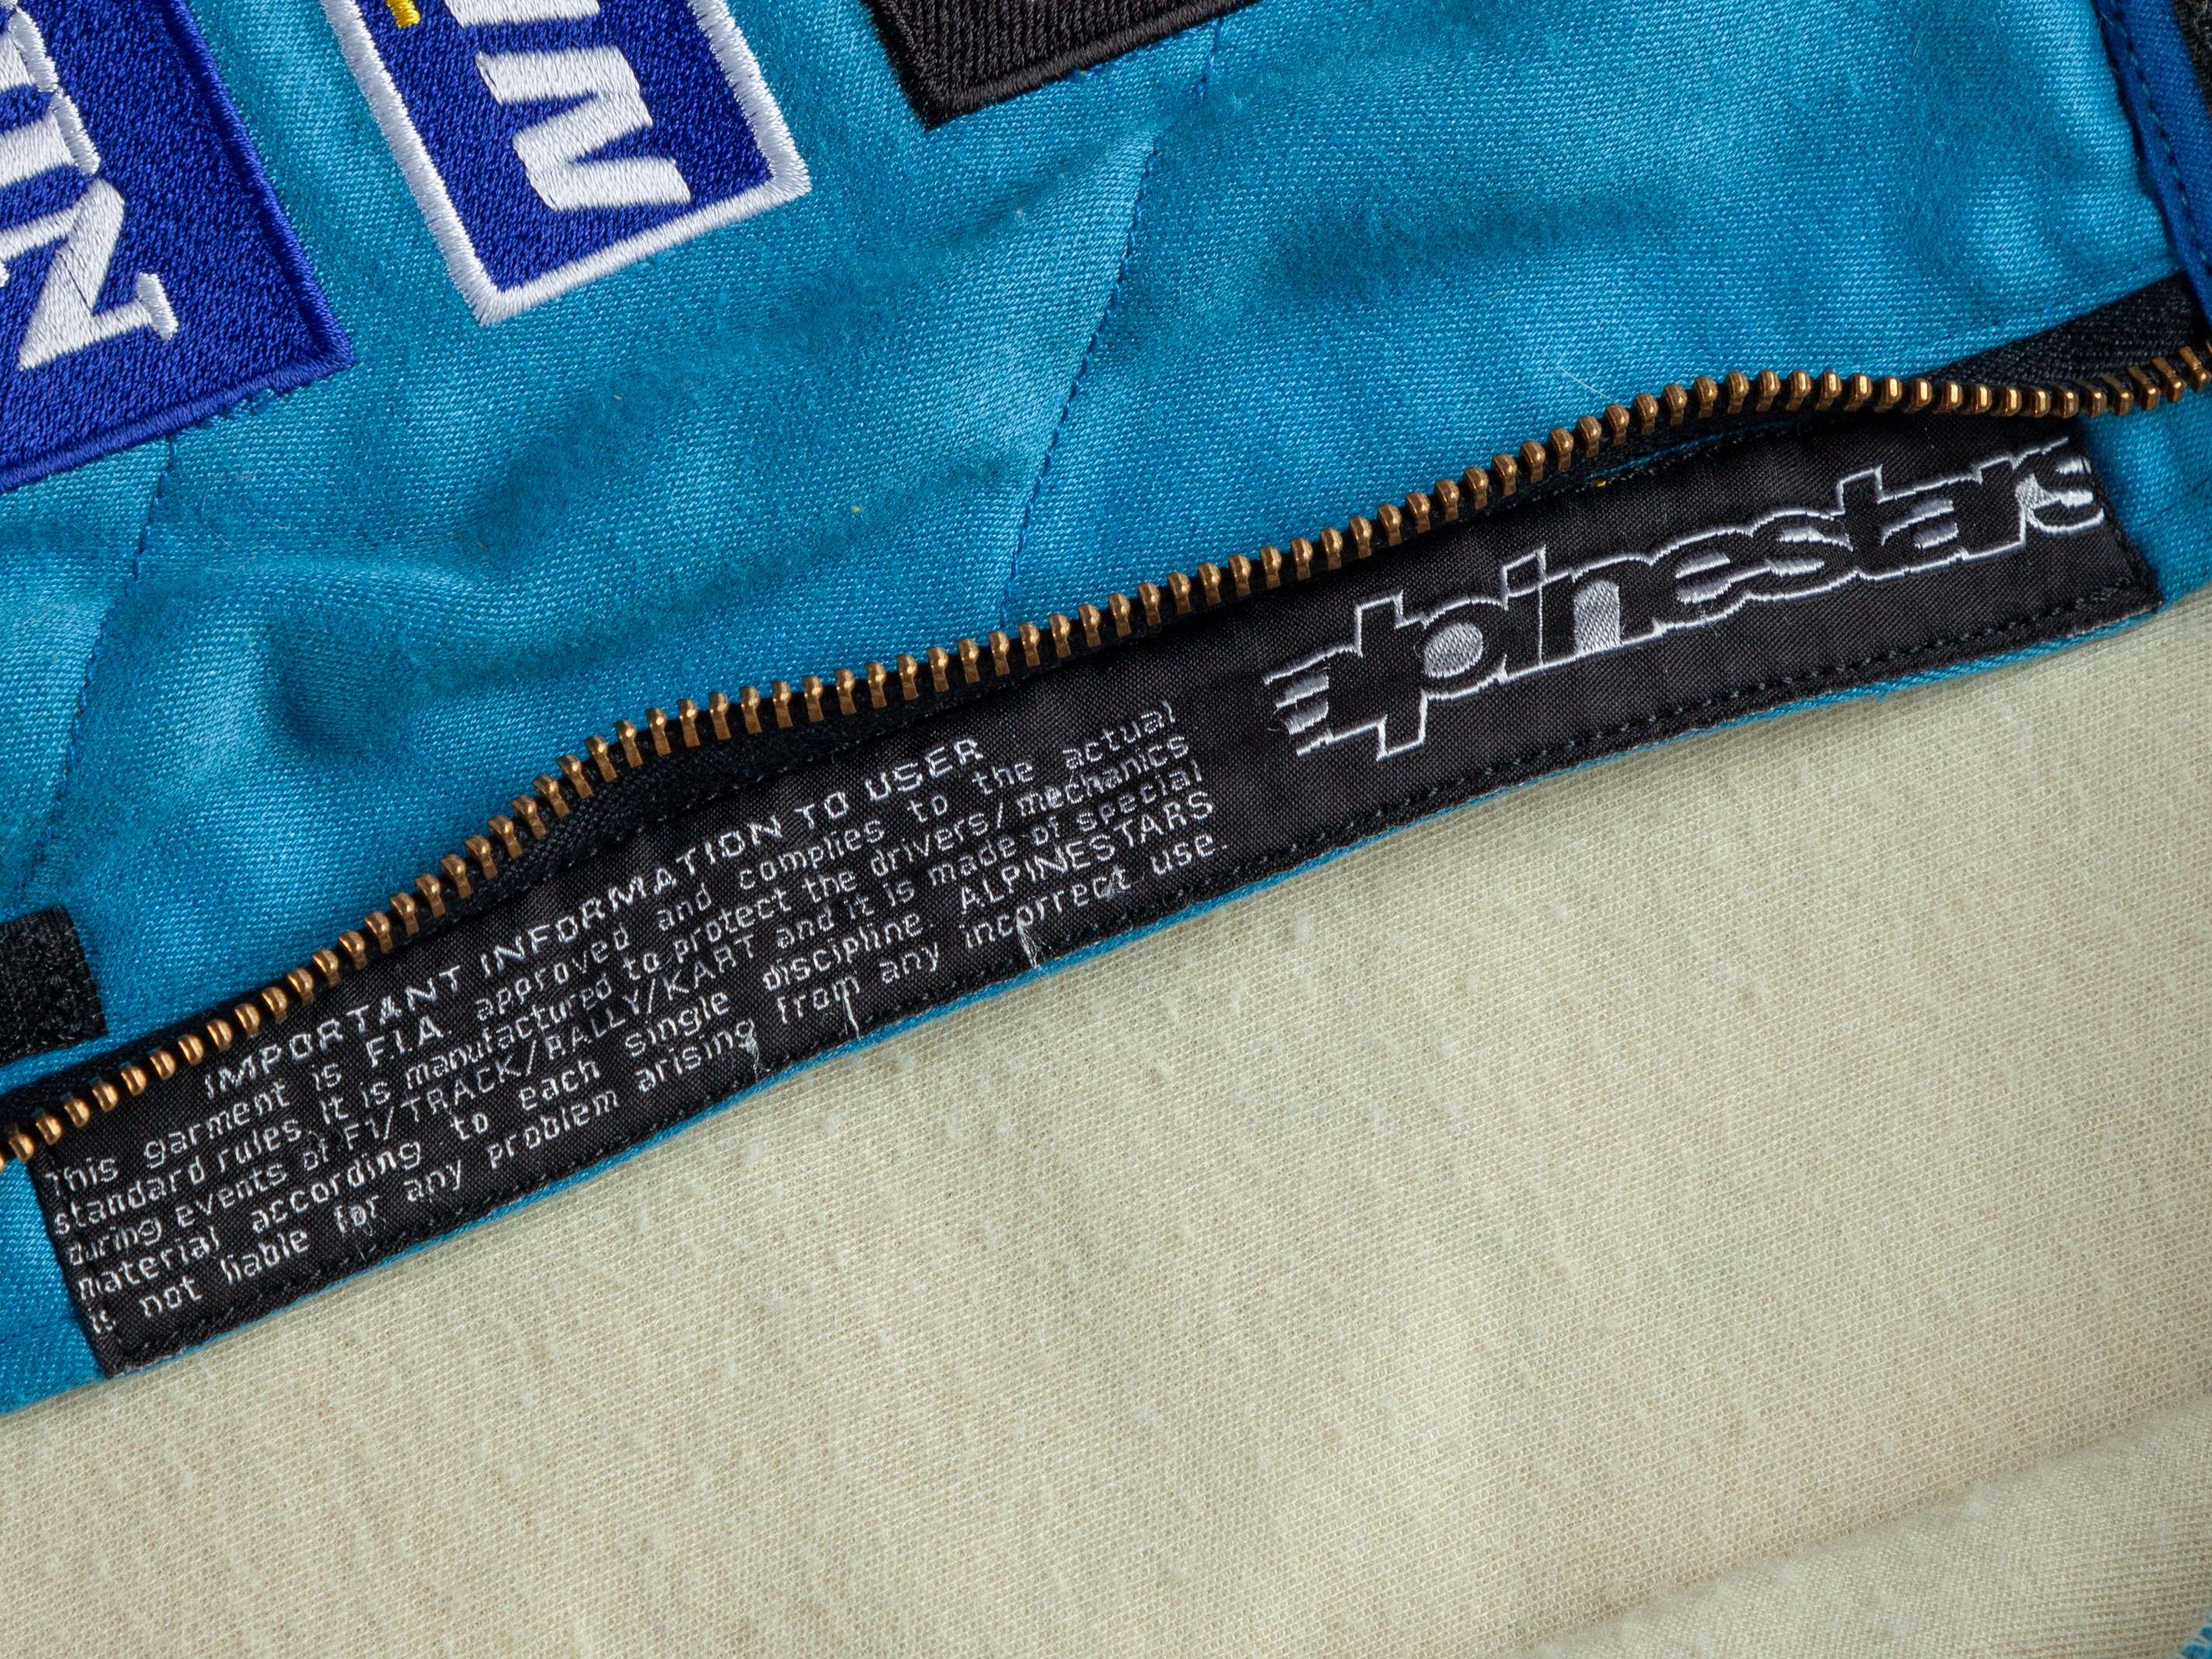 alpinestars
IMPORTANT INFORMATION TO USER
This garment is F.I.A. approved and complies to the actual
standard rules, it is manufactured to protect the drivers/mechanics
during events of F1/TRACK/RALLY/KART and it is made of special
material according to each single discipline ALPINESTARS
is not liable for any problem arising from any incorrect use.